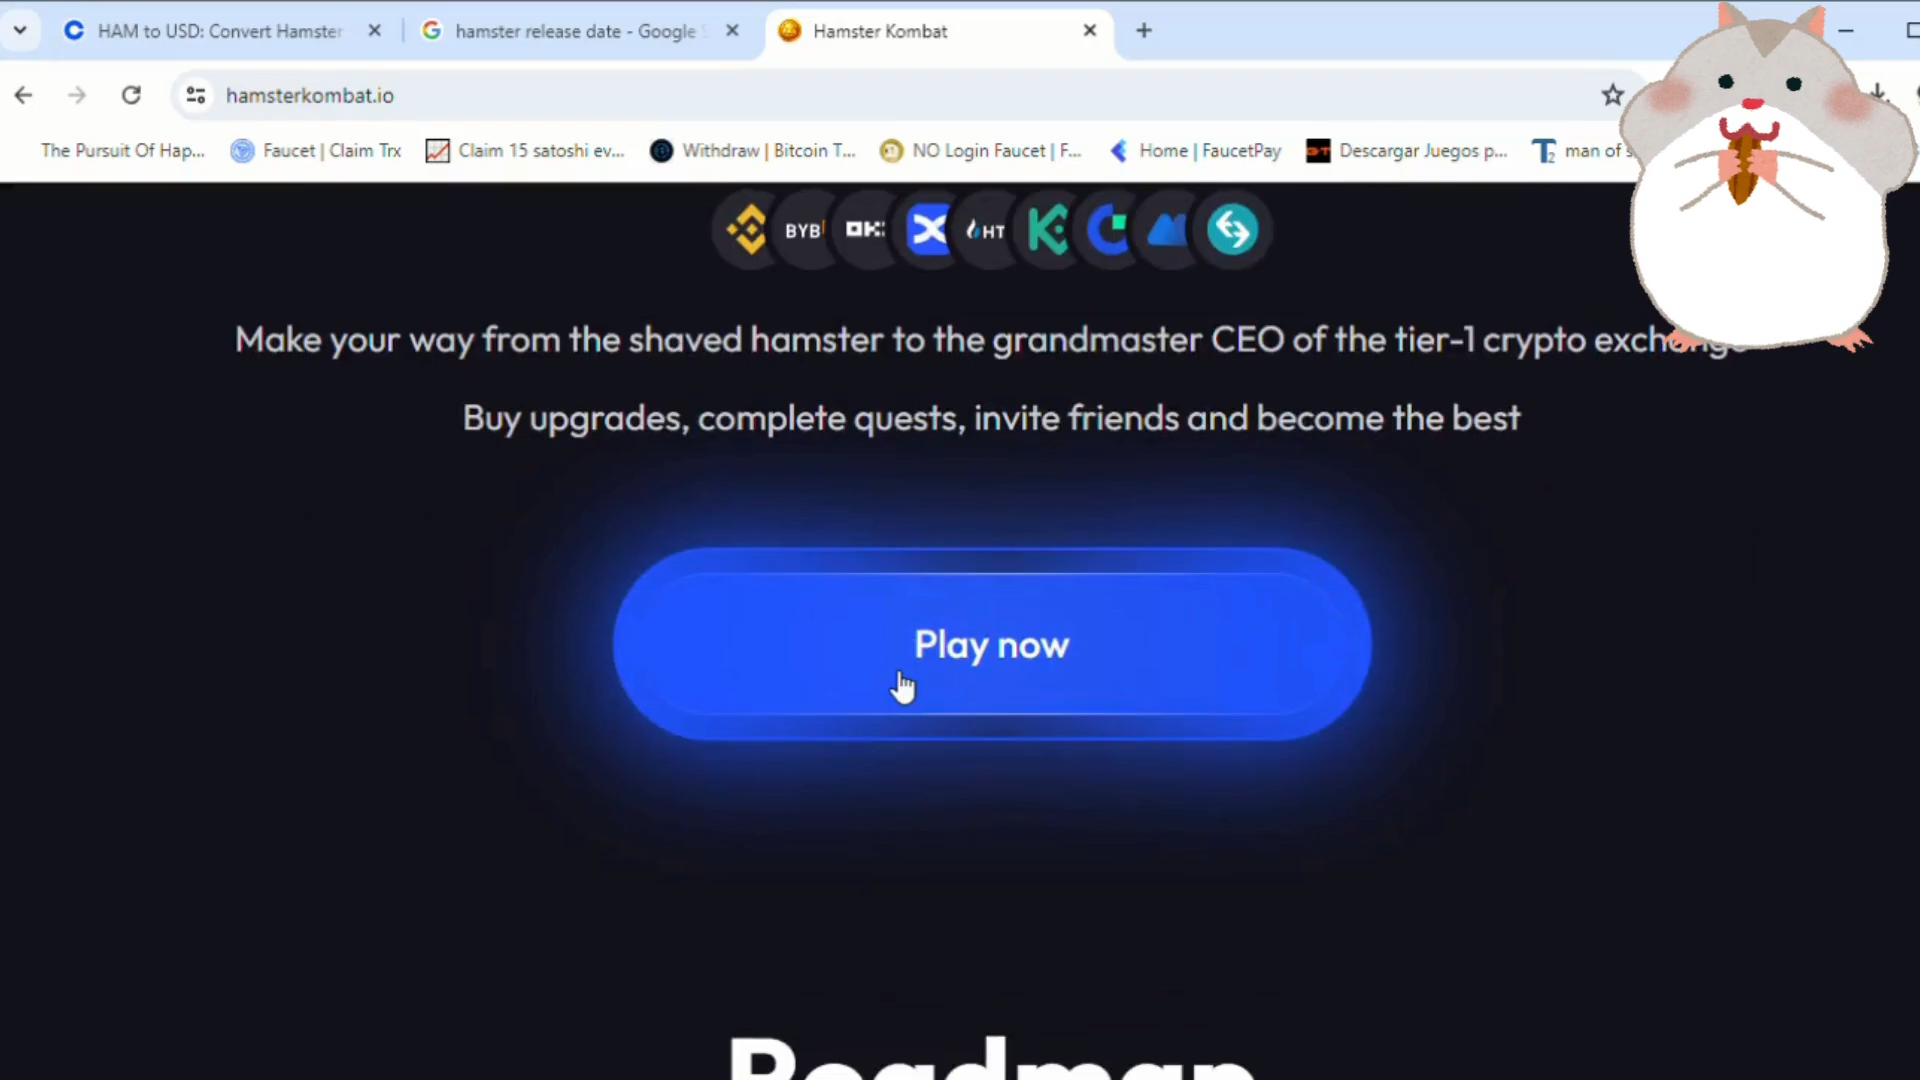 HAM to USD: Convert Hamster
hamster release date - Google S
Hamster Kombat
hamsterkombat.io
The Pursuit Of Hap...
Faucet | Claim Trx
Claim 15 satoshi ev...
Withdraw | Bitcoin T...
NO Login Faucet | F...
Home | FaucetPay
Descargar Juegos p...
man of s
BYB
OK
HT
Make your way from the shaved hamster to the grandmaster CEO of the tier-1 crypto exchange
Buy upgrades, complete quests, invite friends and become the best
Play now
Roadmap